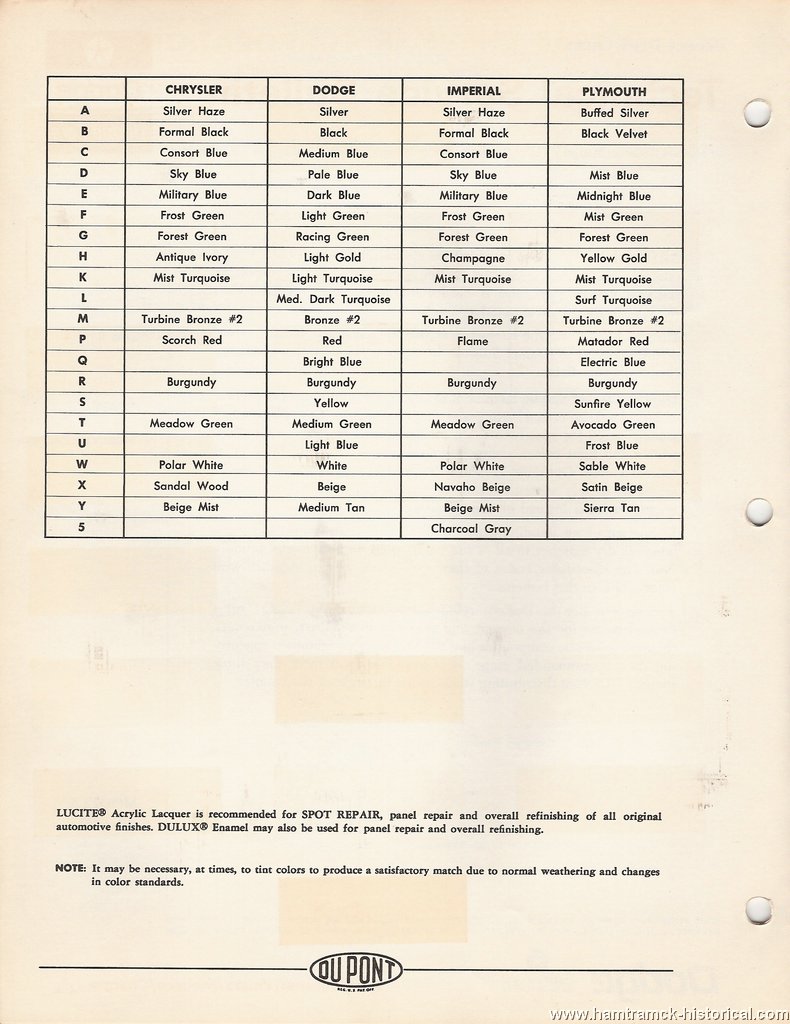 CHRYSLER DODGE IMPERIAL PLYMOUTH
A Silver Haze Silver Silver Haze Buffed Silver
B Formal Black Black Formal Black Black Velvet
C Consort Blue Medium Blue Consort Blue
D Sky Blue Pale Blue Sky Blue Mist Blue
E Military Blue Dark Blue Military Blue Midnight Blue
F Frost Green Light Green Frost Green Mist Green
G Forest Green Racing Green Forest Green Forest Green
H Antique Ivory Light Gold Champagne Yellow Gold
K Mist Turquoise Light Turquoise Mist Turquoise Mist Turquoise
L Med. Dark Turquoise Surf Turquoise
M Turbine Bronze #2 Bronze #2 Turbine Bronze #2 Turbine Bronze #2
P Scorch Red Red Flame Matador Red
Q Bright Blue Electric Blue
R Burgundy Burgundy Burgundy Burgundy
S Yellow Sunfire Yellow
T Meadow Green Medium Green Meadow Green Avocado Green
U Light Blue Frost Blue
W Polar White White Polar White Sable White
X Sandal Wood Beige Navaho Beige Satin Beige
Y Beige Mist Medium Tan Beige Mist Sierra Tan
5 Charcoal Gray
LUCITE® Acrylic Lacquer is recommended for SPOT REPAIR, panel repair and overall refinishing of all original
automotive finishes. DULUX® Enamel may also be used for panel repair and overall refinishing.
NOTE: It may be necessary, at times, to tint colors to produce a satisfactory match due to normal weathering and changes
in color standards.
DU PONT
REG. U.S. PAT. OFF.
www.hamtramck-historical.com